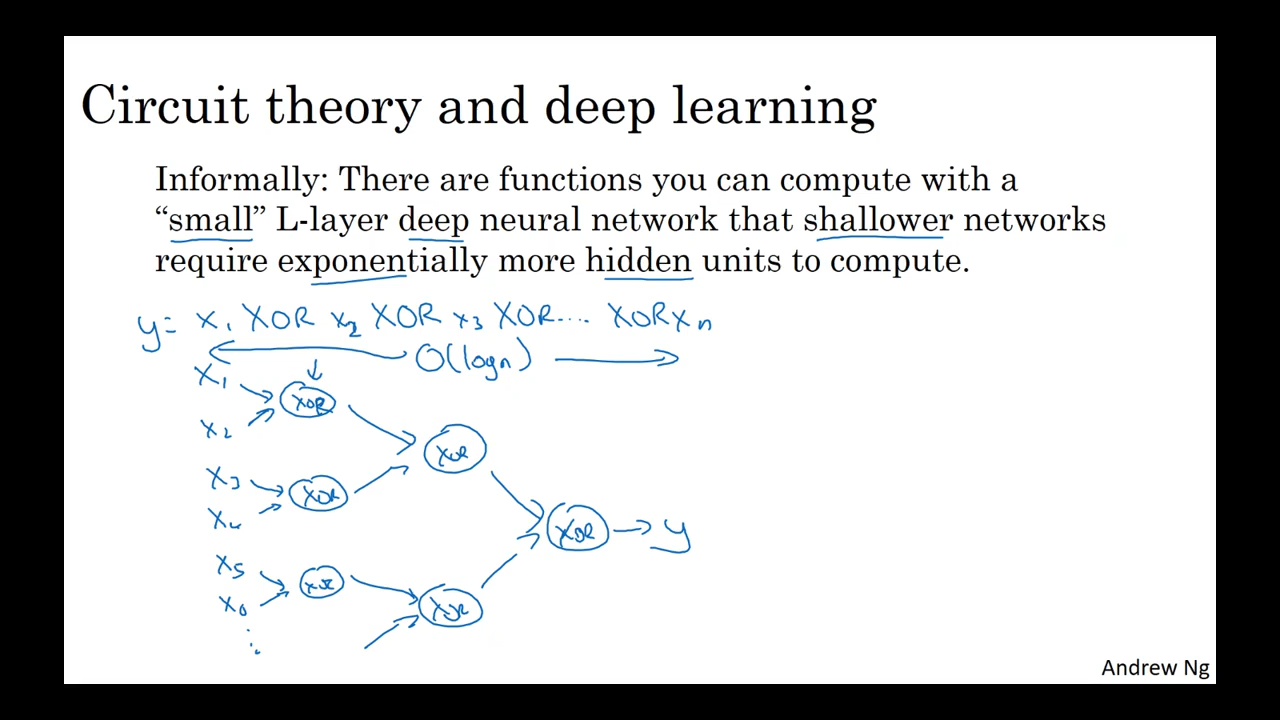 Circuit theory and deep learning
Informally: There are functions you can compute with a
“small” L-layer deep neural network that shallower networks
require exponentially more hidden units to compute.
y= x1 XOR x2 XOR x3 XOR.... XOR xn
O(logn)
x1
XOR
x2
XOR
x3
XOR
x4
XOR
y
x5
XOR
x6
XOR
Andrew Ng